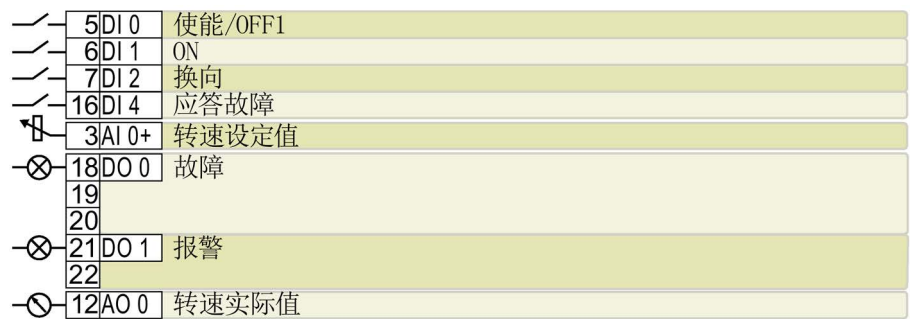 5 DI 0 使能/OFF1
6 DI 1 ON
7 DI 2 换向
16 DI 4 应答故障
3 AI 0+ 转速设定值
18 DO 0 故障
19
20
21 DO 1 报警
22
12 AO 0 转速实际值